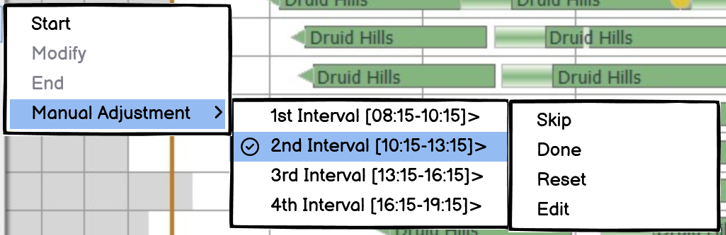 Druid Hills
Druid Hills
Start
Druid Hills
Druid Hills
Modify
End
Druid Hills
Druid Hills
Manual Adjustment >
1st Interval [08:15-10:15]>
Skip
2nd Interval [10:15-13:15]>
Done
3rd Interval [13:15-16:15]>
Reset
4th Interval [16:15-19:15]>
Edit
Druid Hills